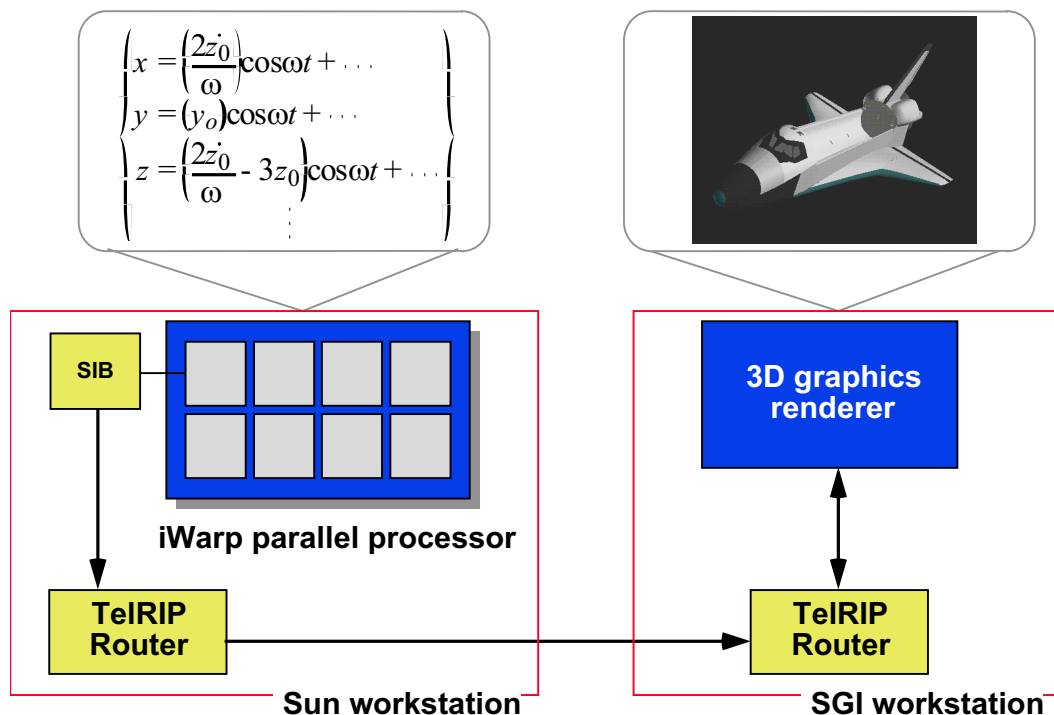 x = (2ż₀/ω)cosωt + ...
y = (yₒ)cosωt + ...
z = (2ż₀/ω - 3z₀)cosωt + ...
⋮
SIB
3D graphics
renderer
iWarp parallel processor
TelRIP
Router
TelRIP
Router
Sun workstation
SGI workstation